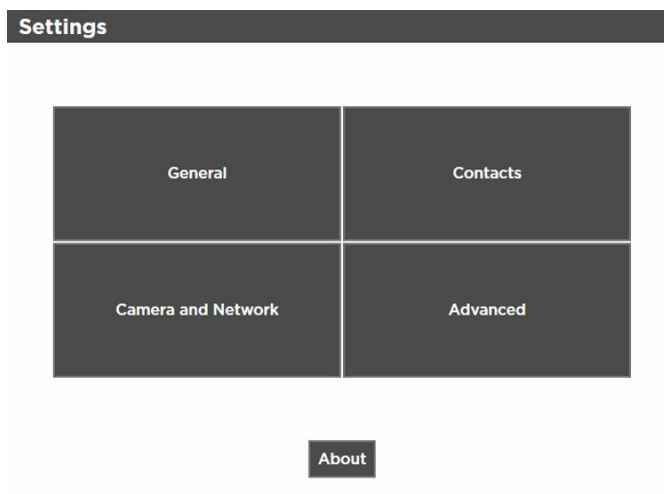 Settings
General
Contacts
Camera and Network
Advanced
About